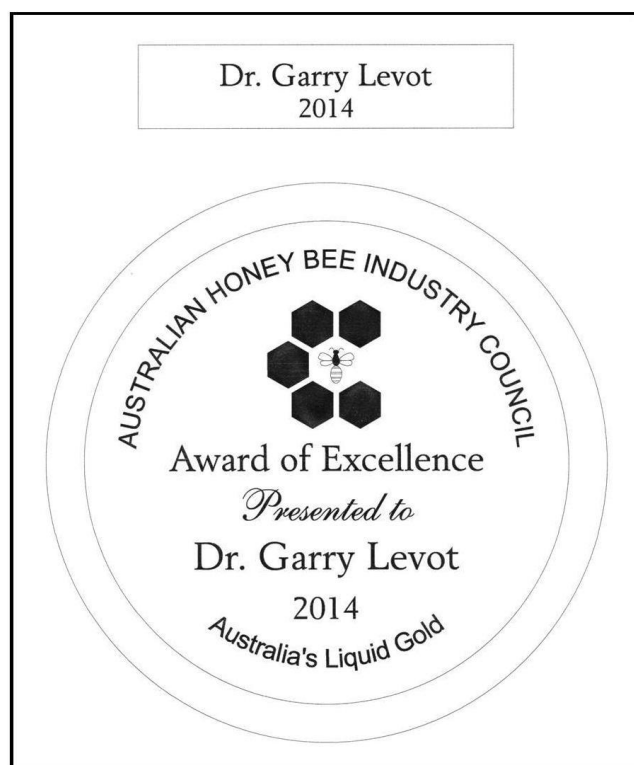 Dr. Garry Levot
2014
AUSTRALIAN HONEY BEE INDUSTRY COUNCIL
Award of Excellence
Presented to
Dr. Garry Levot
2014
Australia's Liquid Gold